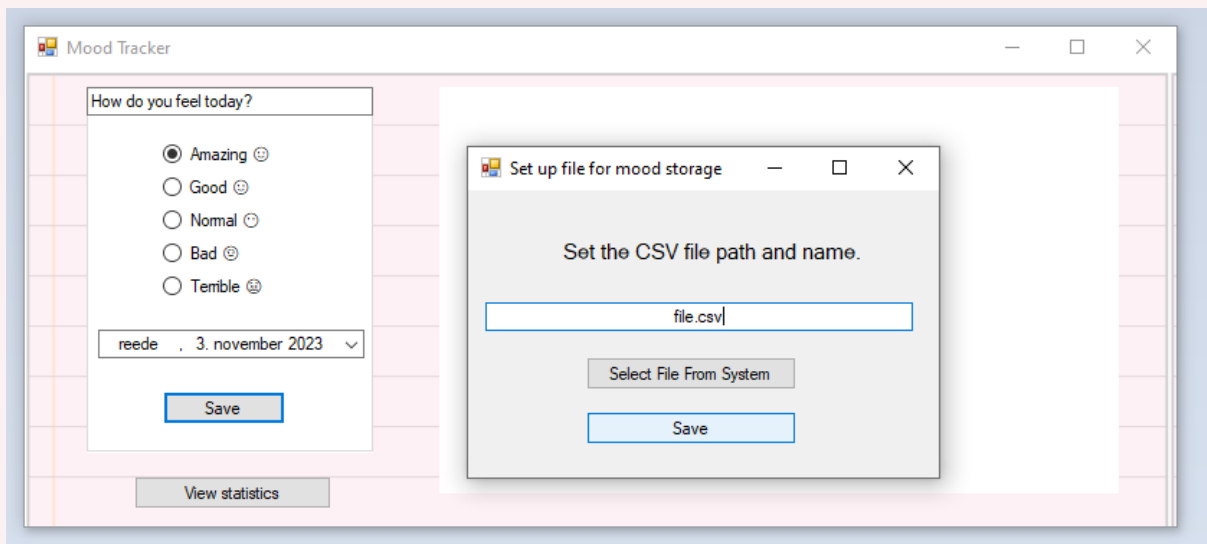 Mood Tracker
How do you feel today?
Amazing 🙂
Good 🙂
Normal 😶
Bad ☹
Terrible 😫
reede , 3. november 2023
Save
View statistics
Set up file for mood storage
Set the CSV file path and name.
file.csv
Select File From System
Save